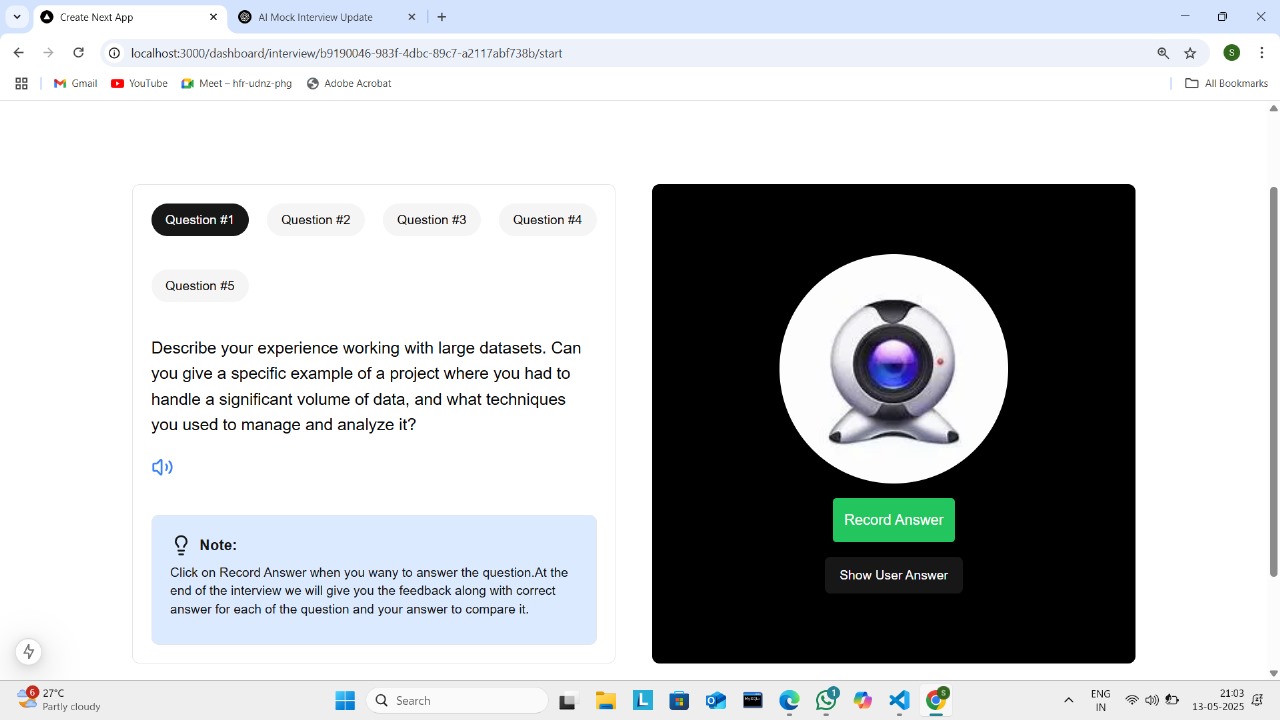 Create Next App
AI Mock Interview Update
localhost:3000/dashboard/interview/b9190046-983f-4dbc-89c7-a2117abf738b/start
S
Gmail
YouTube
Meet – hfr-udnz-phg
Adobe Acrobat
All Bookmarks
Question #1
Question #2
Question #3
Question #4
Question #5
Describe your experience working with large datasets. Can
you give a specific example of a project where you had to
handle a significant volume of data, and what techniques
you used to manage and analyze it?
Note:
Click on Record Answer when you wany to answer the question.At the
end of the interview we will give you the feedback along with correct
answer for each of the question and your answer to compare it.
Record Answer
Show User Answer
6
27°C
Partly cloudy
Search
L
MySQL
1
S
ENG
IN
21:03
13-05-2025